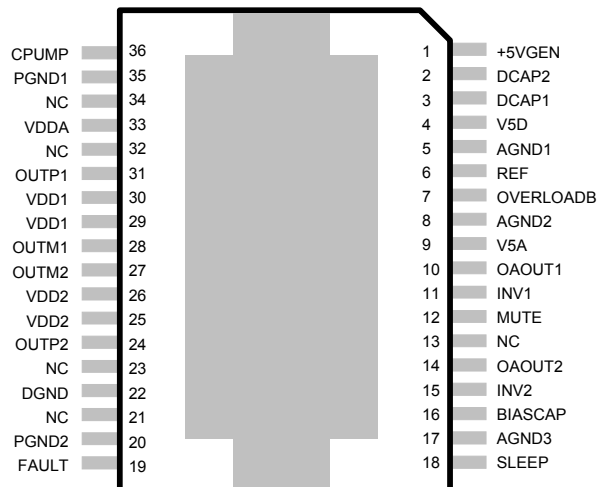 CPUMP 36 1 +5VGEN
PGND1 35 2 DCAP2
NC 34 3 DCAP1
VDDA 33 4 V5D
NC 32 5 AGND1
OUTP1 31 6 REF
VDD1 30 7 OVERLOADB
VDD1 29 8 AGND2
OUTM1 28 9 V5A
OUTM2 27 10 OAOUT1
VDD2 26 11 INV1
VDD2 25 12 MUTE
OUTP2 24 13 NC
NC 23 14 OAOUT2
DGND 22 15 INV2
NC 21 16 BIASCAP
PGND2 20 17 AGND3
FAULT 19 18 SLEEP